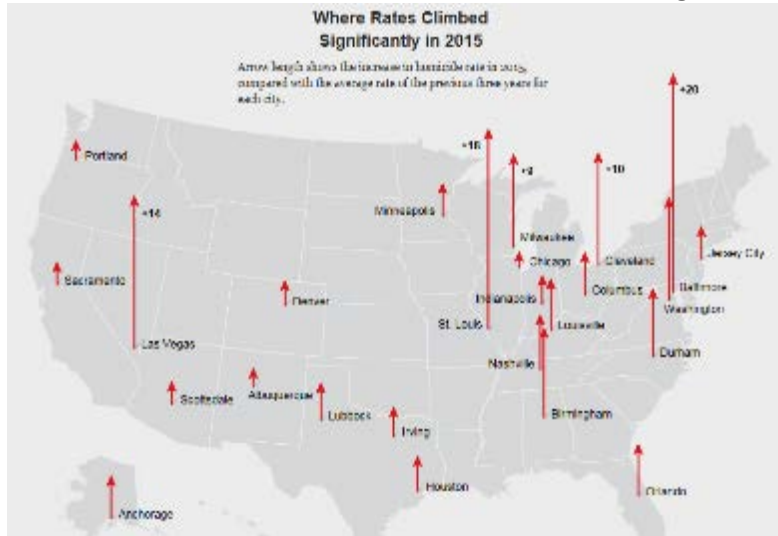 Where Rates Climbed
Significantly in 2015
Arrow length shows the increase in homicide rate in 2015,
compared with the average rate of the previous three years for
each city.
+20
+18
Portland
+9
+10
Minneapolis
+14
Milwaukee
Jersey City
Chicago
Cleveland
Sacramento
Columbus
Baltimore
Denver
Indianapolis
Washington
St. Louis
Louisville
Las Vegas
Durham
Nashville
Albuquerque
Scottsdale
Birmingham
Lubbock
Irving
Houston
Orlando
Anchorage